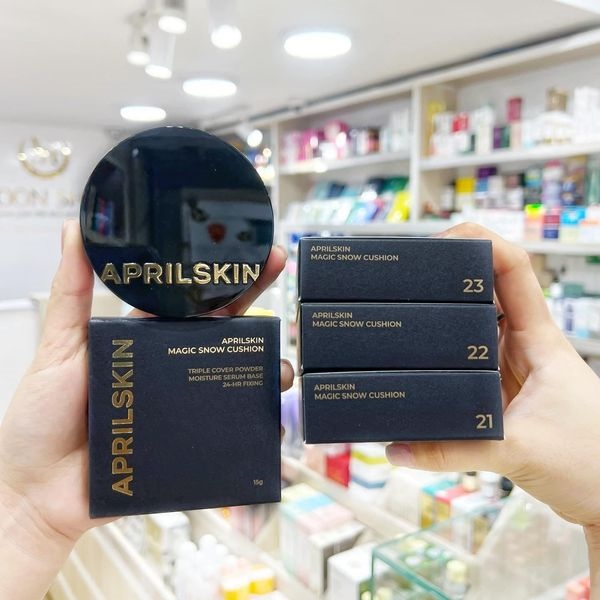 APRILSKIN
APRILSKIN
APRILSKIN
MAGIC SNOW CUSHION
TRIPLE COVER POWDER
MOISTURE SERUM BASE
24-HR FIXING
15g
APRILSKIN
MAGIC SNOW CUSHION
23
APRILSKIN
MAGIC SNOW CUSHION
22
APRILSKIN
MAGIC SNOW CUSHION
21